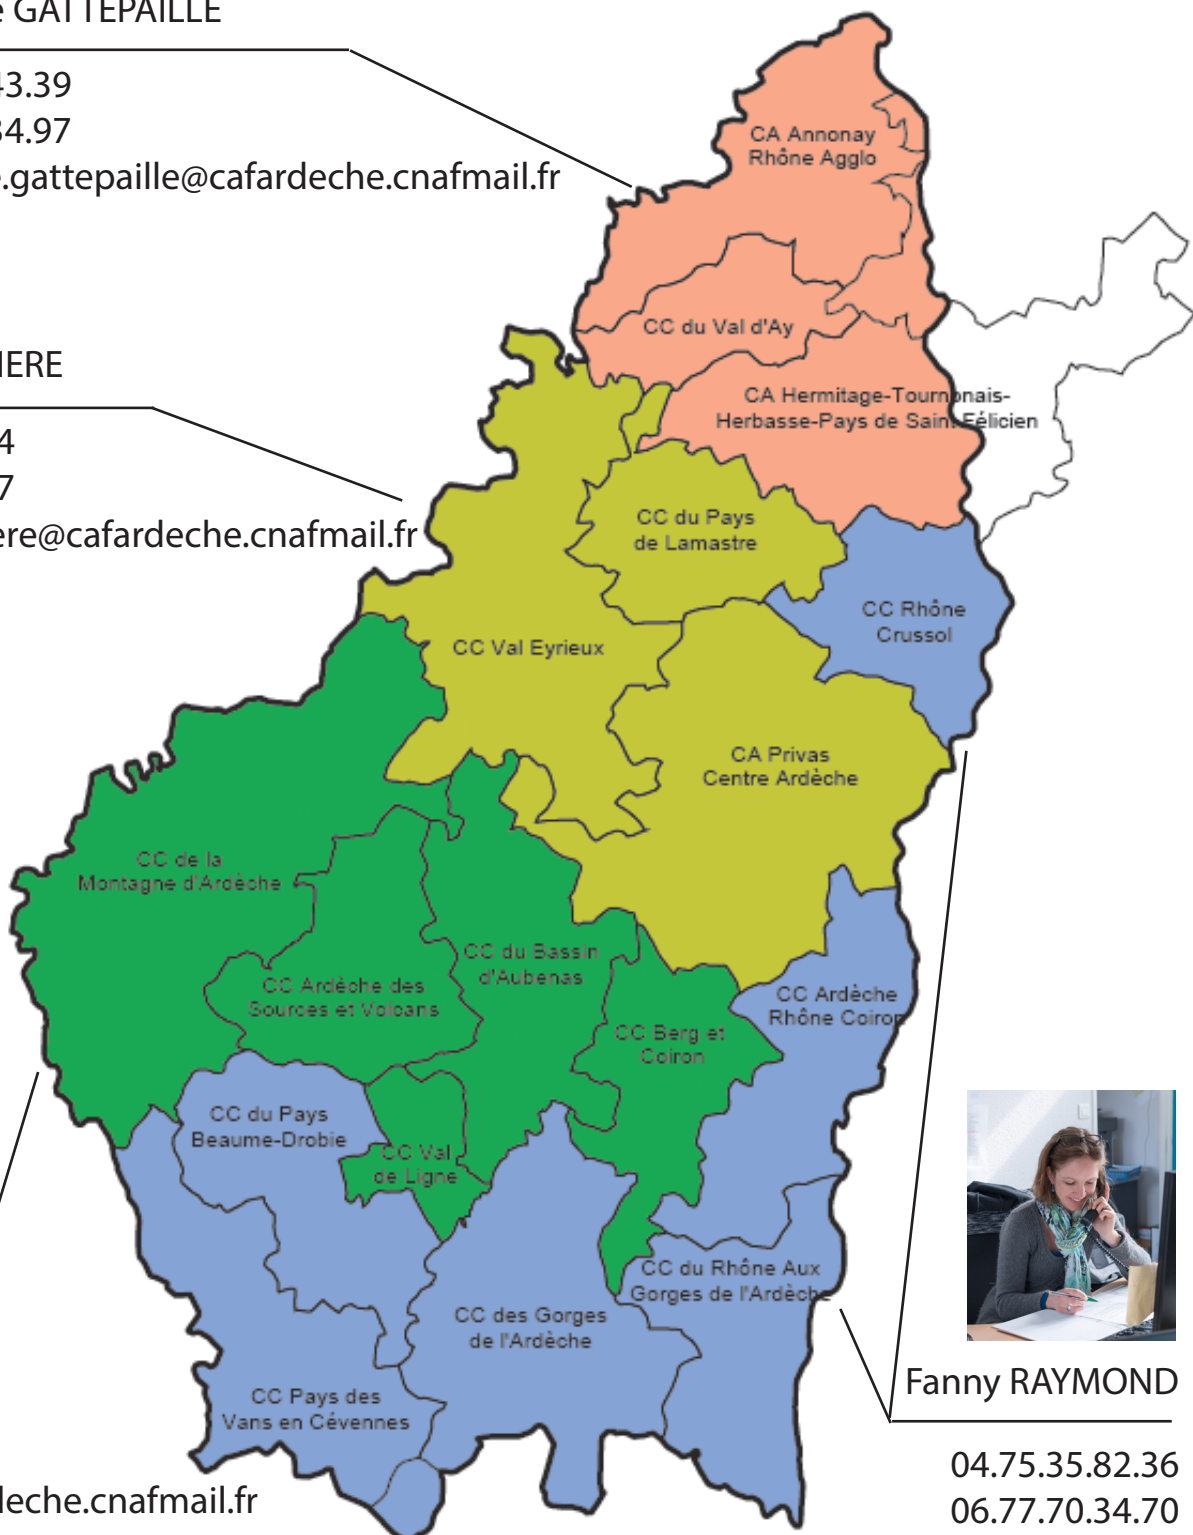 GATTEPAILLE
43.39
34.97
.gattepaille@cafardeche.cnafmail.fr
CA Annonay
Rhône Agglo
CC du Val d'Ay
CA Hermitage-Tournonais-
Herbasse-Pays de Saint Félicien
CC du Pays
de Lamastre
CC Rhône
Crussol
CC Val Eyrieux
CA Privas
Centre Ardèche
CC de la
Montagne d'Ardèche
CC du Bassin
d'Aubenas
CC Ardèche des
Sources et Volcans
CC Ardèche
Rhône Coiron
CC Berg et
Coiron
CC du Pays
Beaume-Drobie
CC Val
de Ligne
CC du Rhône Aux
Gorges de l'Ardèche
CC des Gorges
de l'Ardèche
CC Pays des
Vans en Cévennes
Fanny RAYMOND
04.75.35.82.36
06.77.70.34.70
ere@cafardeche.cnafmail.fr
deche.cnafmail.fr